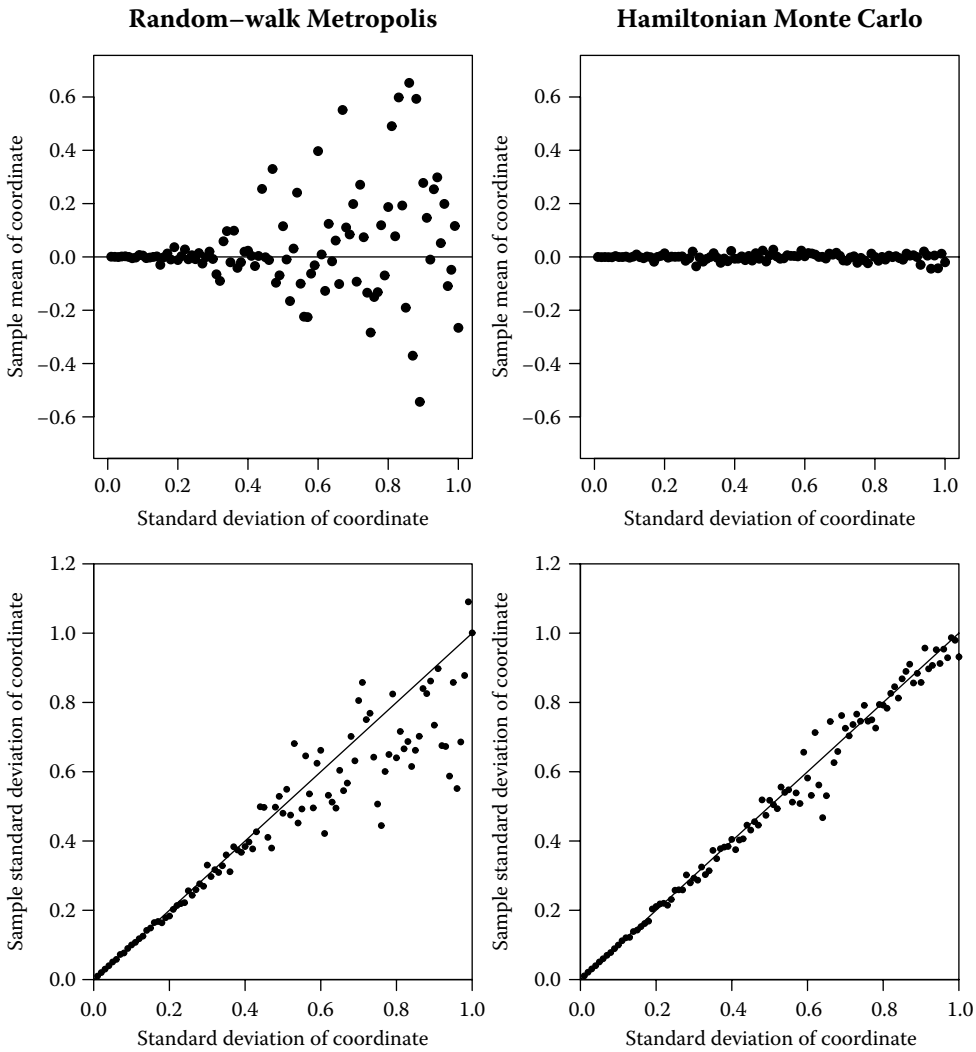 Random–walk Metropolis
Hamiltonian Monte Carlo
Sample mean of coordinate
0.6
0.4
0.2
0.0
–0.2
–0.4
–0.6
0.0 0.2 0.4 0.6 0.8 1.0
Standard deviation of coordinate
Sample mean of coordinate
0.6
0.4
0.2
0.0
–0.2
–0.4
–0.6
0.0 0.2 0.4 0.6 0.8 1.0
Standard deviation of coordinate
Sample standard deviation of coordinate
1.2
1.0
0.8
0.6
0.4
0.2
0.0
0.0 0.2 0.4 0.6 0.8 1.0
Standard deviation of coordinate
Sample standard deviation of coordinate
1.2
1.0
0.8
0.6
0.4
0.2
0.0
0.0 0.2 0.4 0.6 0.8 1.0
Standard deviation of coordinate